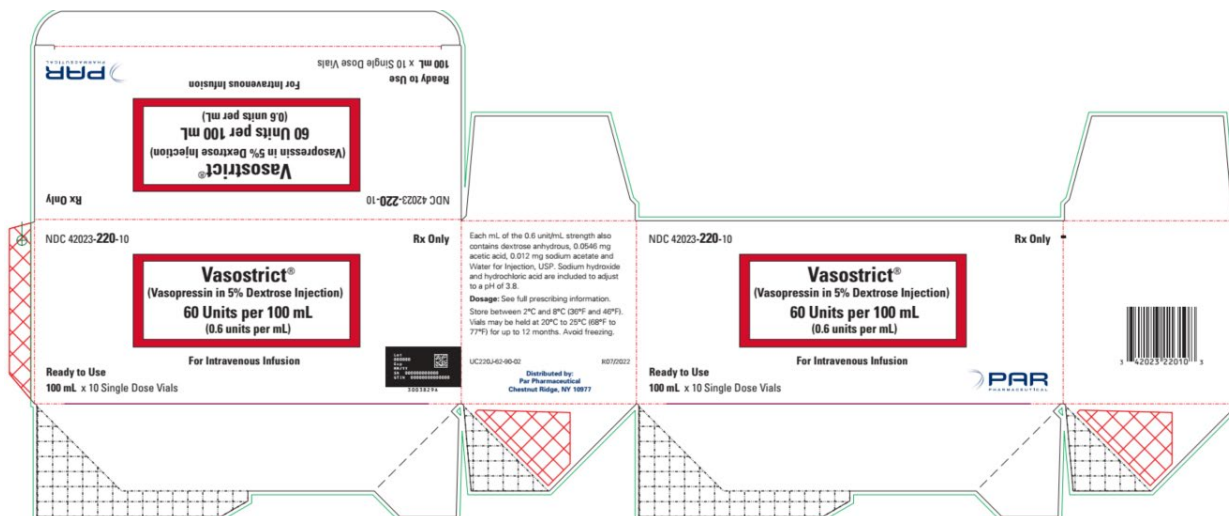 PAR
PHARMACEUTICAL
100 mL x 10 Single Dose Vials
Ready to Use
For Intravenous Infusion
(0.6 units per mL)
60 Units per 100 mL
(Vasopressin in 5% Dextrose Injection)
Vasostrict®
Rx Only
NDC 42023-220-10
NDC 42023-220-10
Rx Only
Vasostrict®
(Vasopressin in 5% Dextrose Injection)
60 Units per 100 mL
(0.6 units per mL)
For Intravenous Infusion
Ready to Use
100 mL x 10 Single Dose Vials
30038294
Each mL of the 0.6 unit/mL strength also
contains dextrose anhydrous, 0.0546 mg
acetic acid, 0.012 mg sodium acetate and
Water for Injection, USP. Sodium hydroxide
and hydrochloric acid are included to adjust
to a pH of 3.8.
Dosage: See full prescribing information.
Store between 2°C and 8°C (36°F and 46°F).
Vials may be held at 20°C to 25°C (68°F to
77°F) for up to 12 months. Avoid freezing.
UC220J-62-90-02
R07/2022
Distributed by:
Par Pharmaceutical
Chestnut Ridge, NY 10977
NDC 42023-220-10
Rx Only
Vasostrict®
(Vasopressin in 5% Dextrose Injection)
60 Units per 100 mL
(0.6 units per mL)
For Intravenous Infusion
Ready to Use
100 mL x 10 Single Dose Vials
PAR
PHARMACEUTICAL
3 42023 22010 3